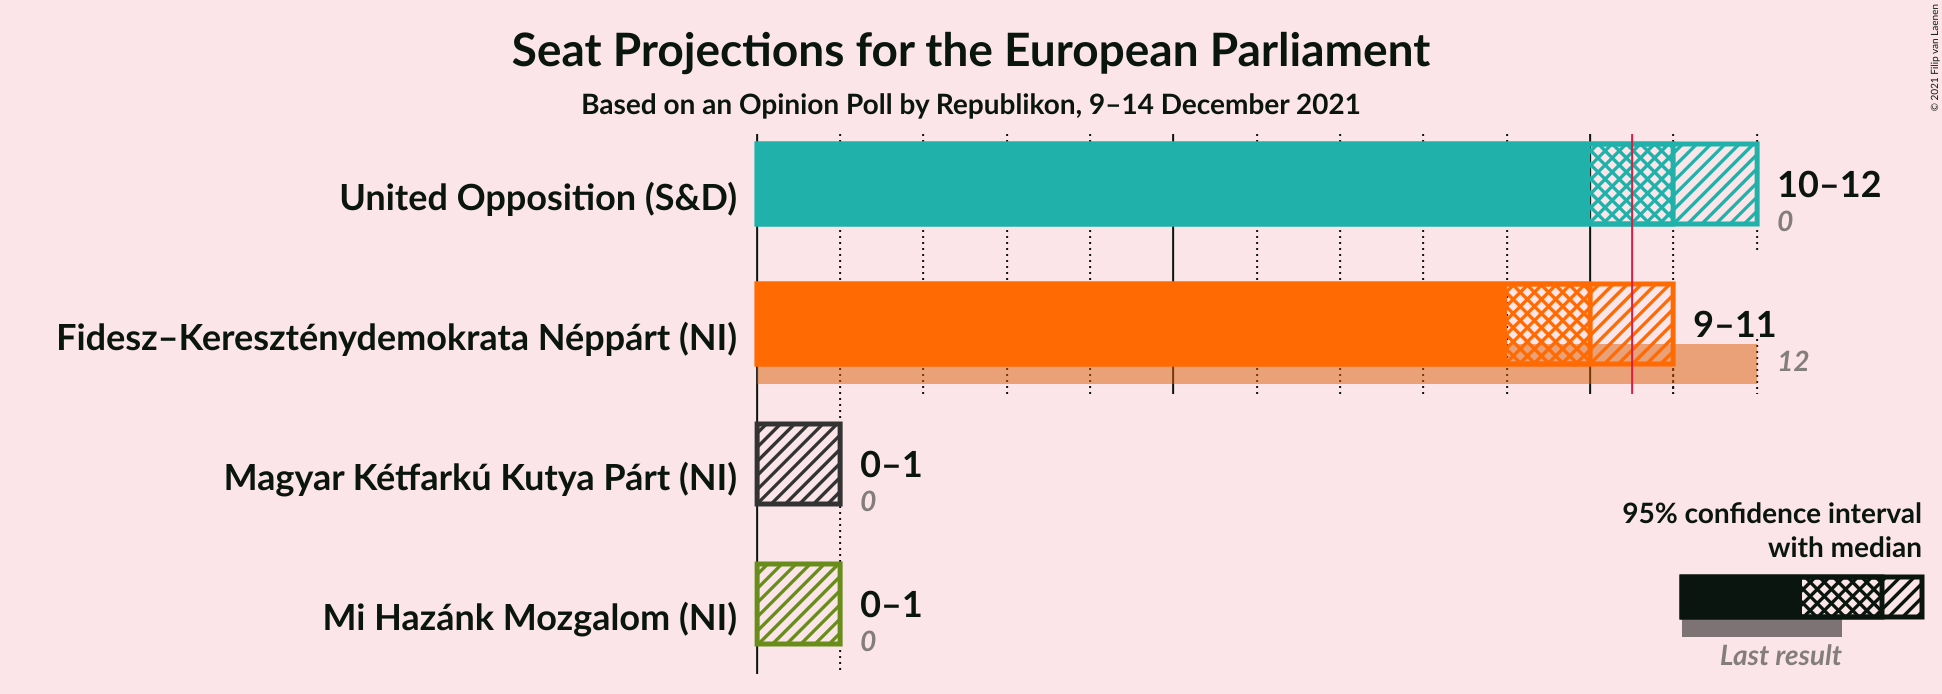 Seat Projections for the European Parliament
Based on an Opinion Poll by Republikon, 9–14 December 2021
© 2021 Filip van Laenen
United Opposition (S&D)
10–12
0
Fidesz–Kereszténydemokrata Néppárt (NI)
9–11
12
Magyar Kétfarkú Kutya Párt (NI)
0–1
0
Mi Hazánk Mozgalom (NI)
0–1
0
95% confidence interval
with median
Last result